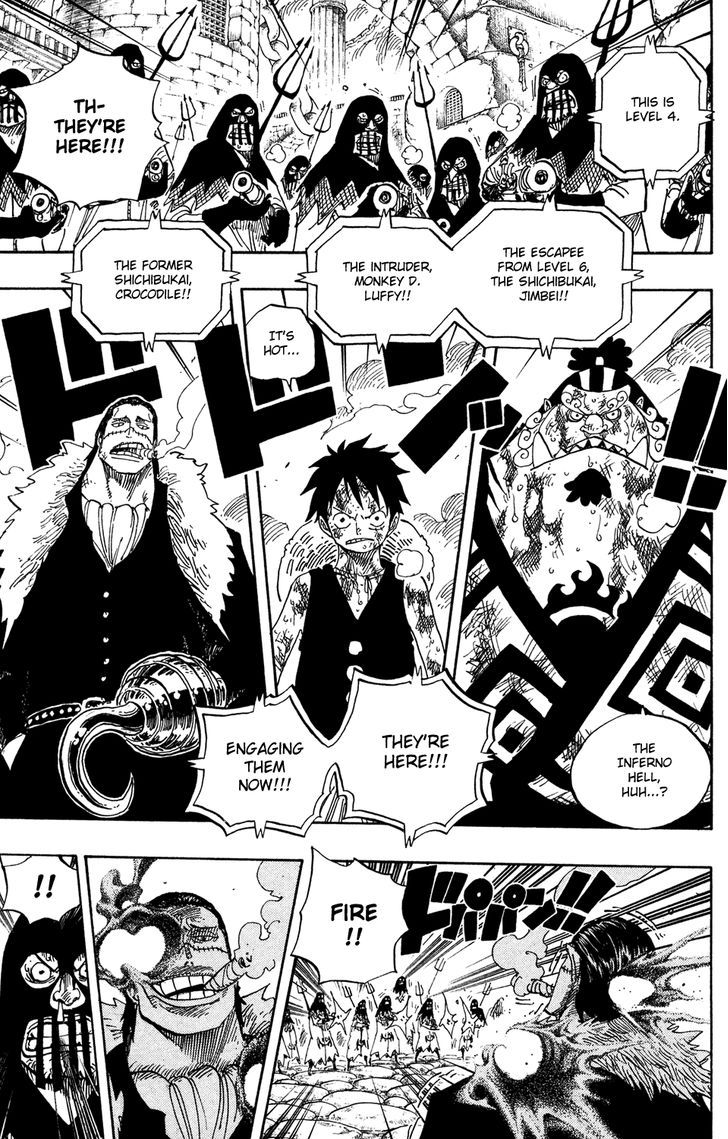 THIS IS
LEVEL 4.
TH-
THEY'RE
HERE!!!
THE ESCAPEE
FROM LEVEL 6,
THE SHICHIBUKAI,
JIMBEI!!
THE INTRUDER,
MONKEY D.
LUFFY!!
THE FORMER
SHICHIBUKAI,
CROCODILE!!
ドドンッ!!
IT'S
HOT...
THE
INFERNO
HELL,
HUH...?
THEY'RE
HERE!!!
ENGAGING
THEM
NOW!!!
ドパパパン!!
FIRE
!!
!!